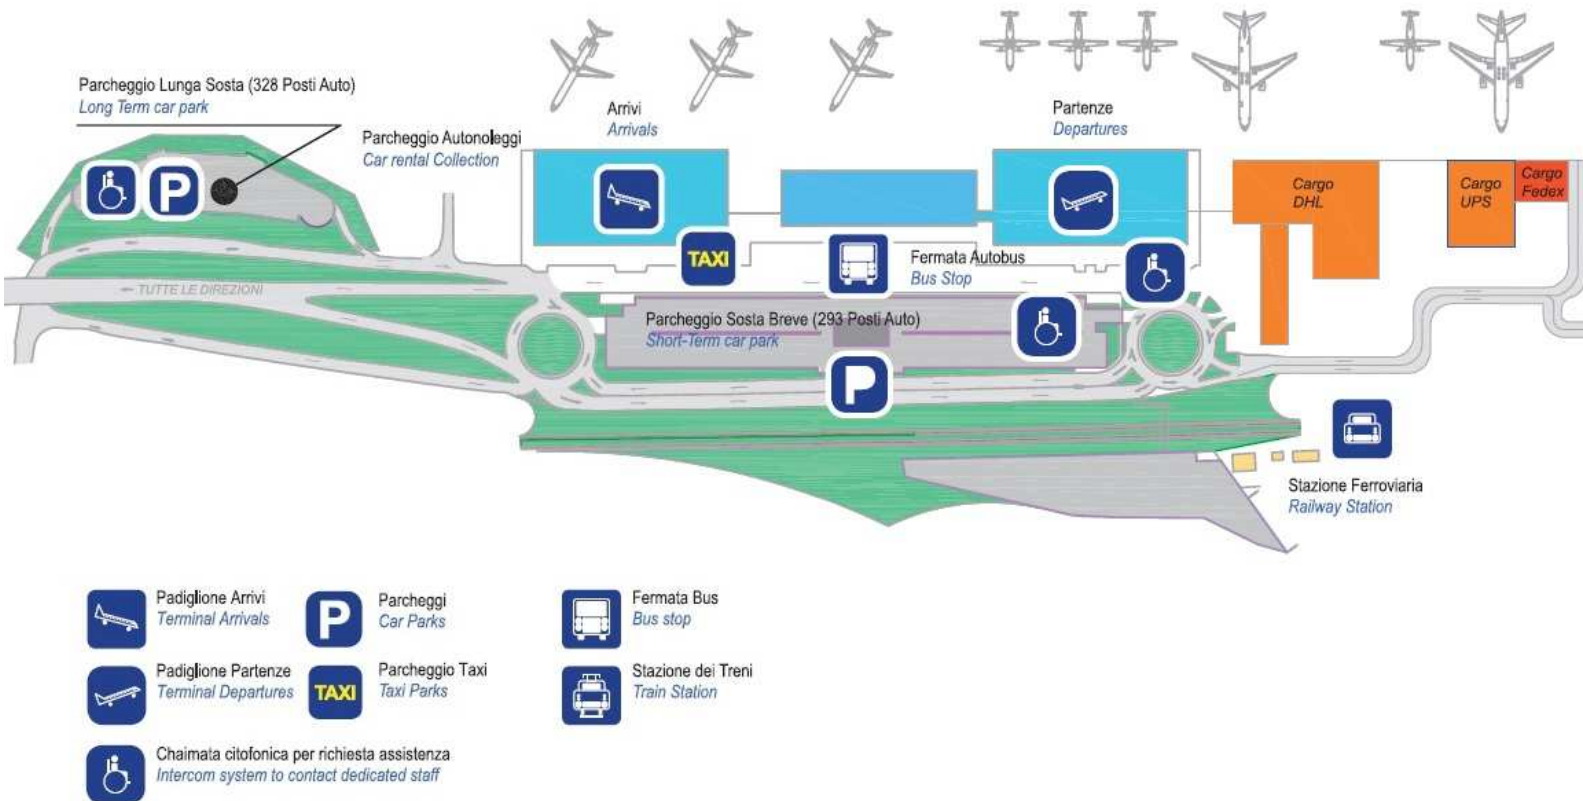 Parcheggio Lunga Sosta (328 Posti Auto)
Long Term car park
Parcheggio Autonoleggi
Car rental Collection
Arrivi
Arrivals
Partenze
Departures
P
TAXI
Fermata Autobus
Bus Stop
Cargo
DHL
Cargo
UPS
Cargo
Fedex
TUTTE LE DIREZIONI
Parcheggio Sosta Breve (293 Posti Auto)
Short-Term car park
P
Stazione Ferroviaria
Railway Station
Padiglione Arrivi
Terminal Arrivals
P
Parcheggi
Car Parks
Fermata Bus
Bus stop
Padiglione Partenze
Terminal Departures
TAXI
Parcheggio Taxi
Taxi Parks
Stazione dei Treni
Train Station
Chaimata citofonica per richiesta assistenza
Intercom system to contact dedicated staff